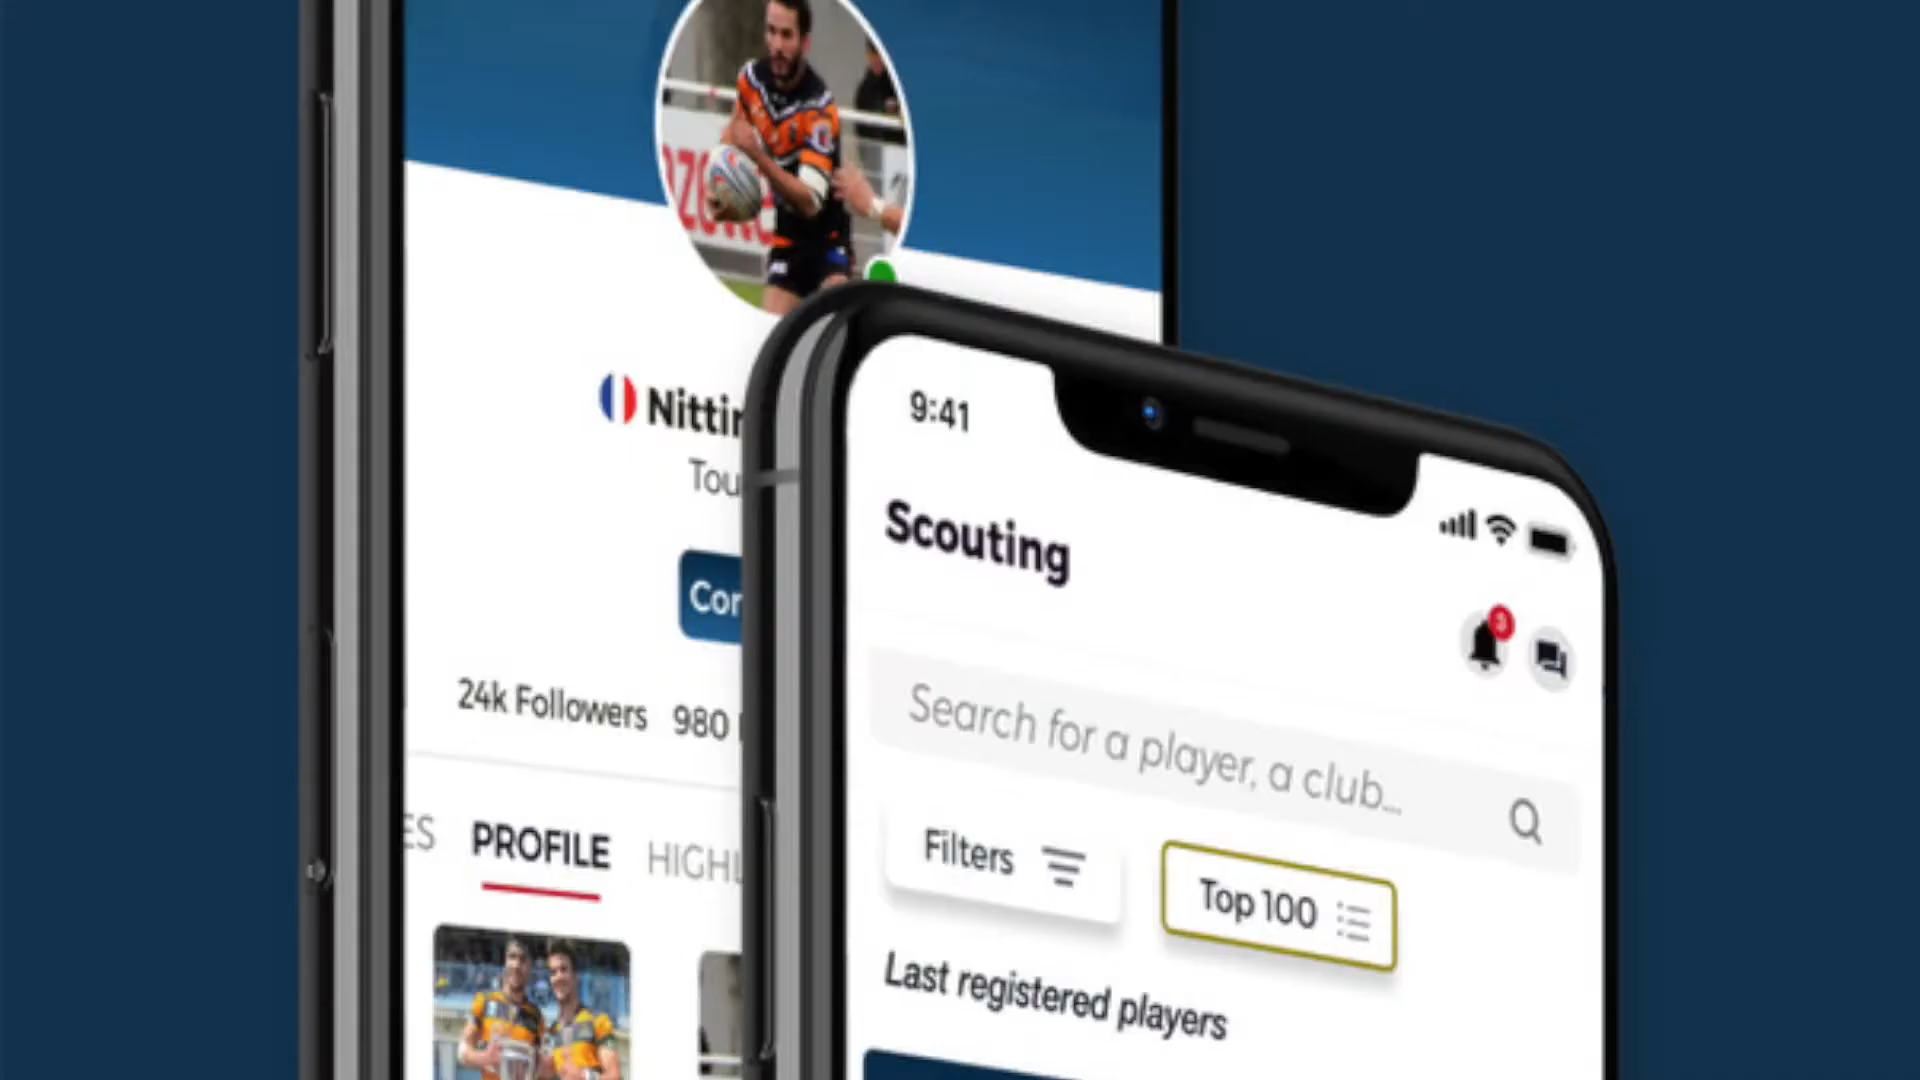 Nittir
Tou
Cor
24k Followers 980
ES PROFILE HIGHL
9:41
Scouting
3
Search for a player, a club...
Filters
Top 100
Last registered players